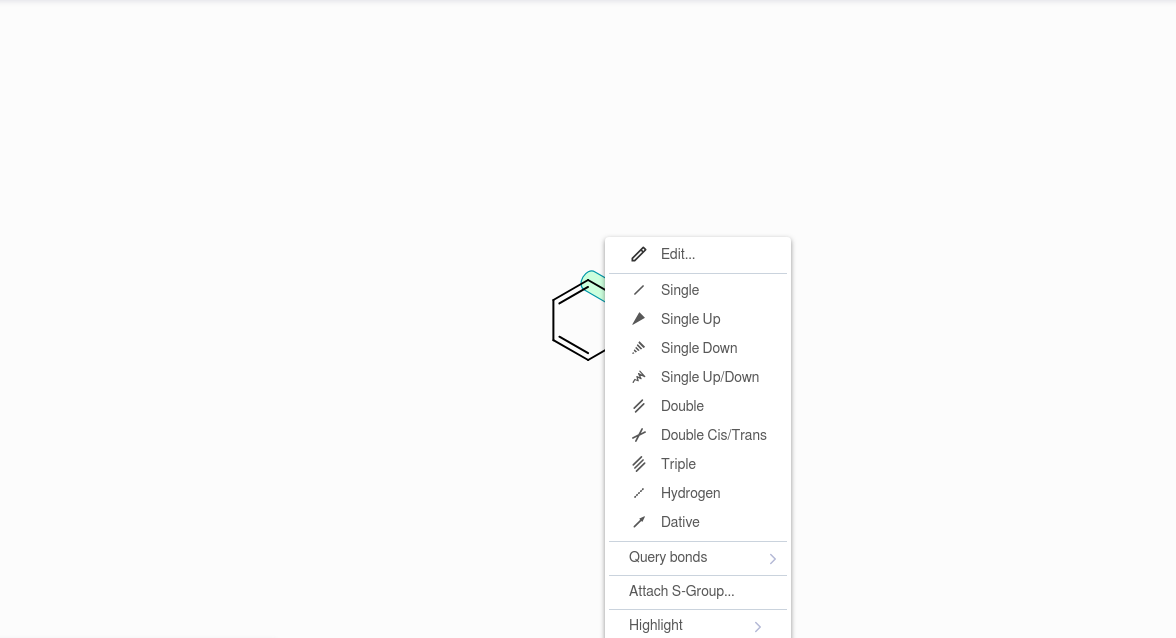 Edit...
Single
Single Up
Single Down
Single Up/Down
Double
Double Cis/Trans
Triple
Hydrogen
Dative
Query bonds
Attach S-Group...
Highlight